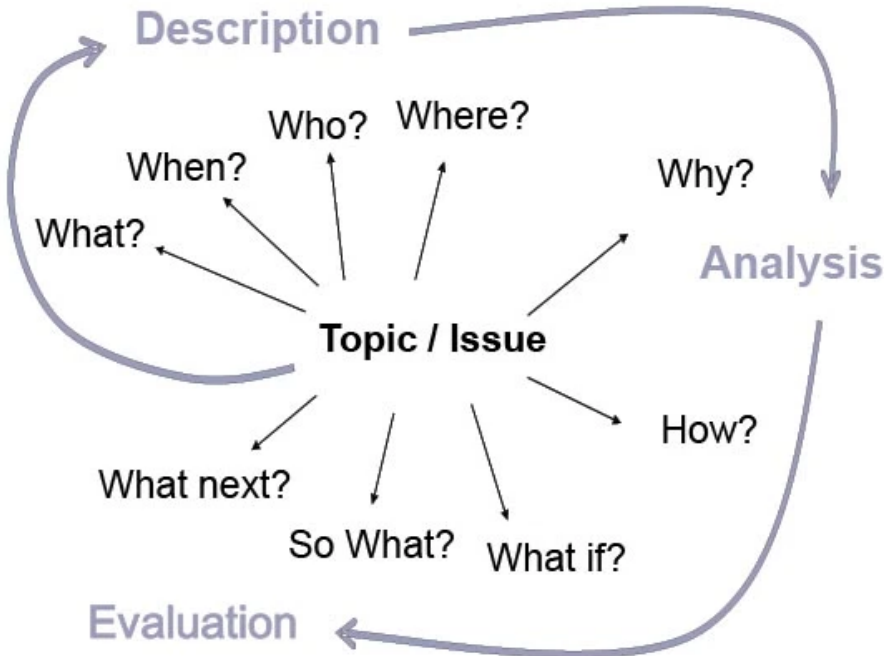 Description
Who?
Where?
When?
Why?
What?
Analysis
Topic / Issue
How?
What next?
So What?
What if?
Evaluation